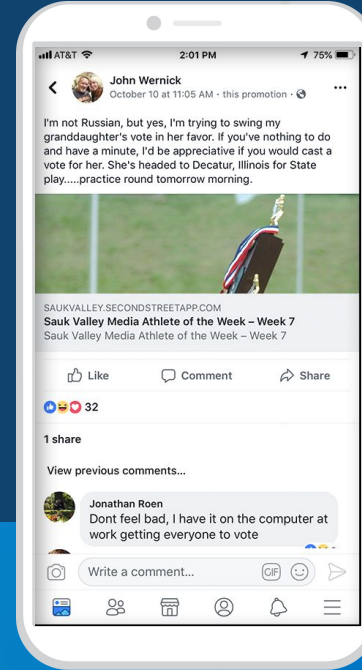 AT&T 2:01 PM 75%
John Wernick
October 10 at 11:05 AM · this promotion ·
I'm not Russian, but yes, I'm trying to swing my
granddaughter's vote in her favor. If you've nothing to do
and have a minute, I'd be appreciative if you would cast a
vote for her. She's headed to Decatur, Illinois for State
play.....practice round tomorrow morning.
SAUKVALLEY.SECONDSTREETAPP.COM
Sauk Valley Media Athlete of the Week – Week 7
Sauk Valley Media Athlete of the Week – Week 7
Like Comment Share
32
1 share
View previous comments...
Jonathan Roen
Dont feel bad, I have it on the computer at
work getting everyone to vote
Write a comment... GIF